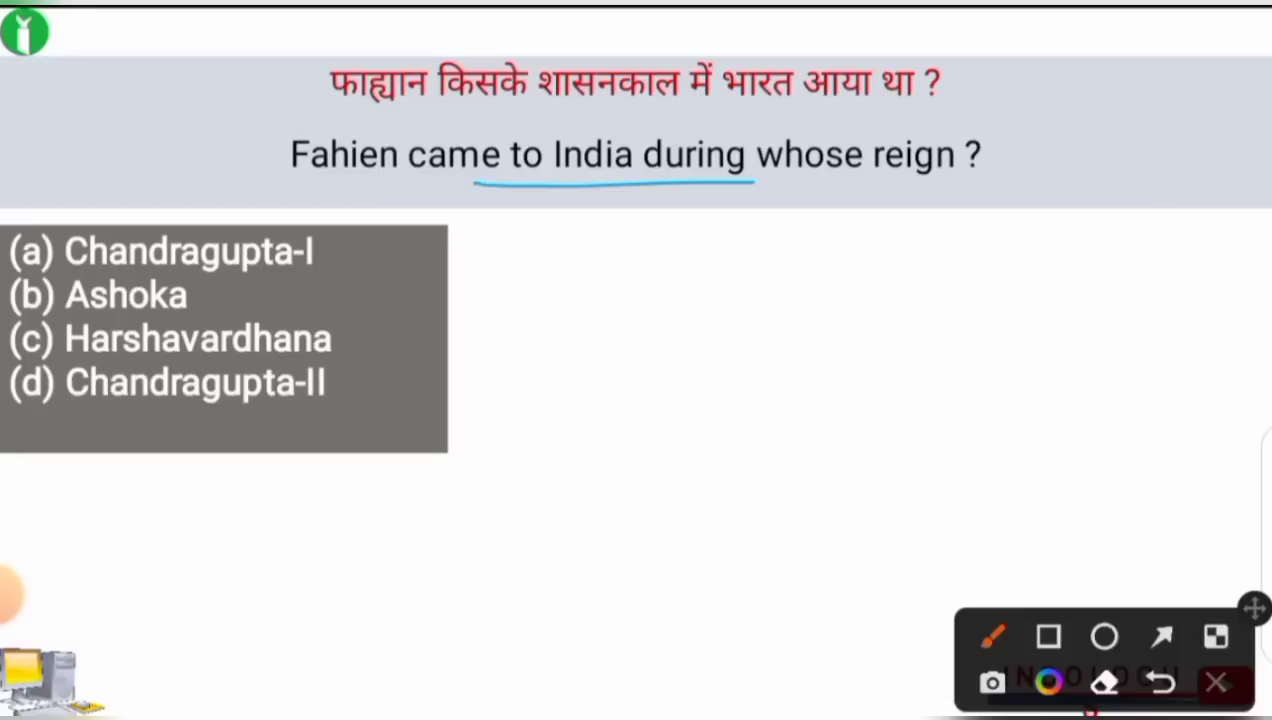 फाह्यान किसके शासनकाल में भारत आया था ?
Fahien came to India during whose reign ?
(a) Chandragupta-I
(b) Ashoka
(c) Harshavardhana
(d) Chandragupta-II